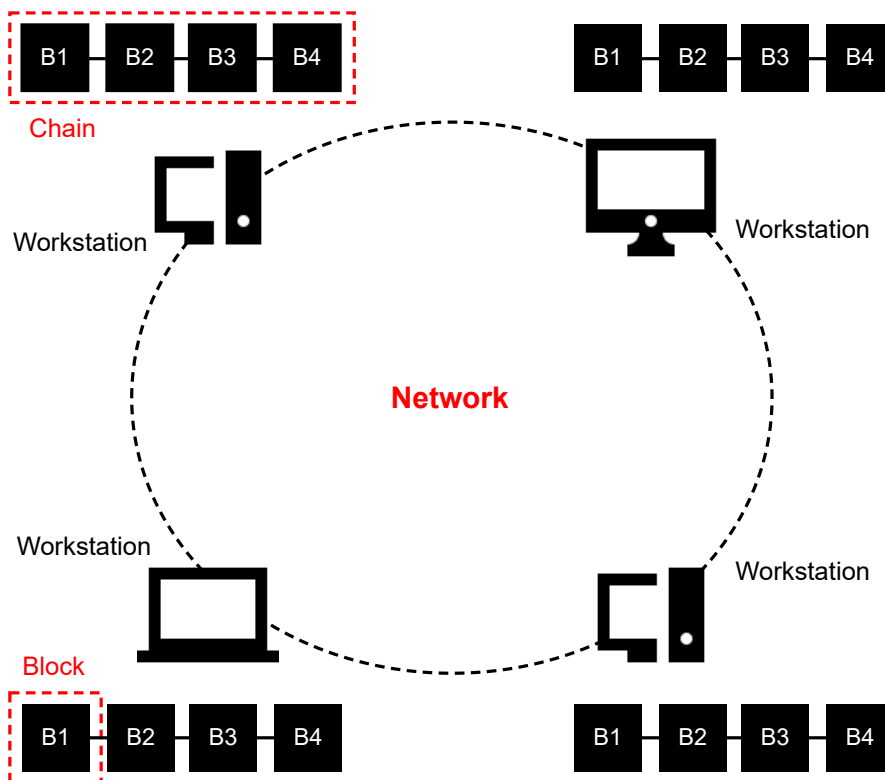 B1 B2 B3 B4
B1 B2 B3 B4
Chain
Workstation
Workstation
Network
Workstation
Workstation
Block
B1 B2 B3 B4
B1 B2 B3 B4